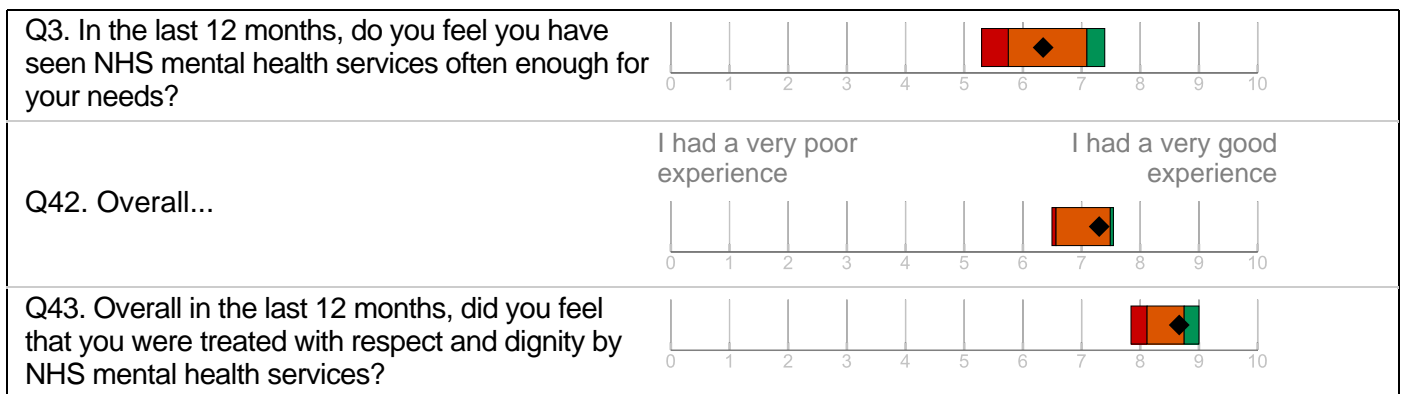 Q3. In the last 12 months, do you feel you have
seen NHS mental health services often enough for
your needs?
0 1 2 3 4 5 6 7 8 9 10
I had a very poor
experience
I had a very good
experience
Q42. Overall...
0 1 2 3 4 5 6 7 8 9 10
Q43. Overall in the last 12 months, did you feel
that you were treated with respect and dignity by
NHS mental health services?
0 1 2 3 4 5 6 7 8 9 10